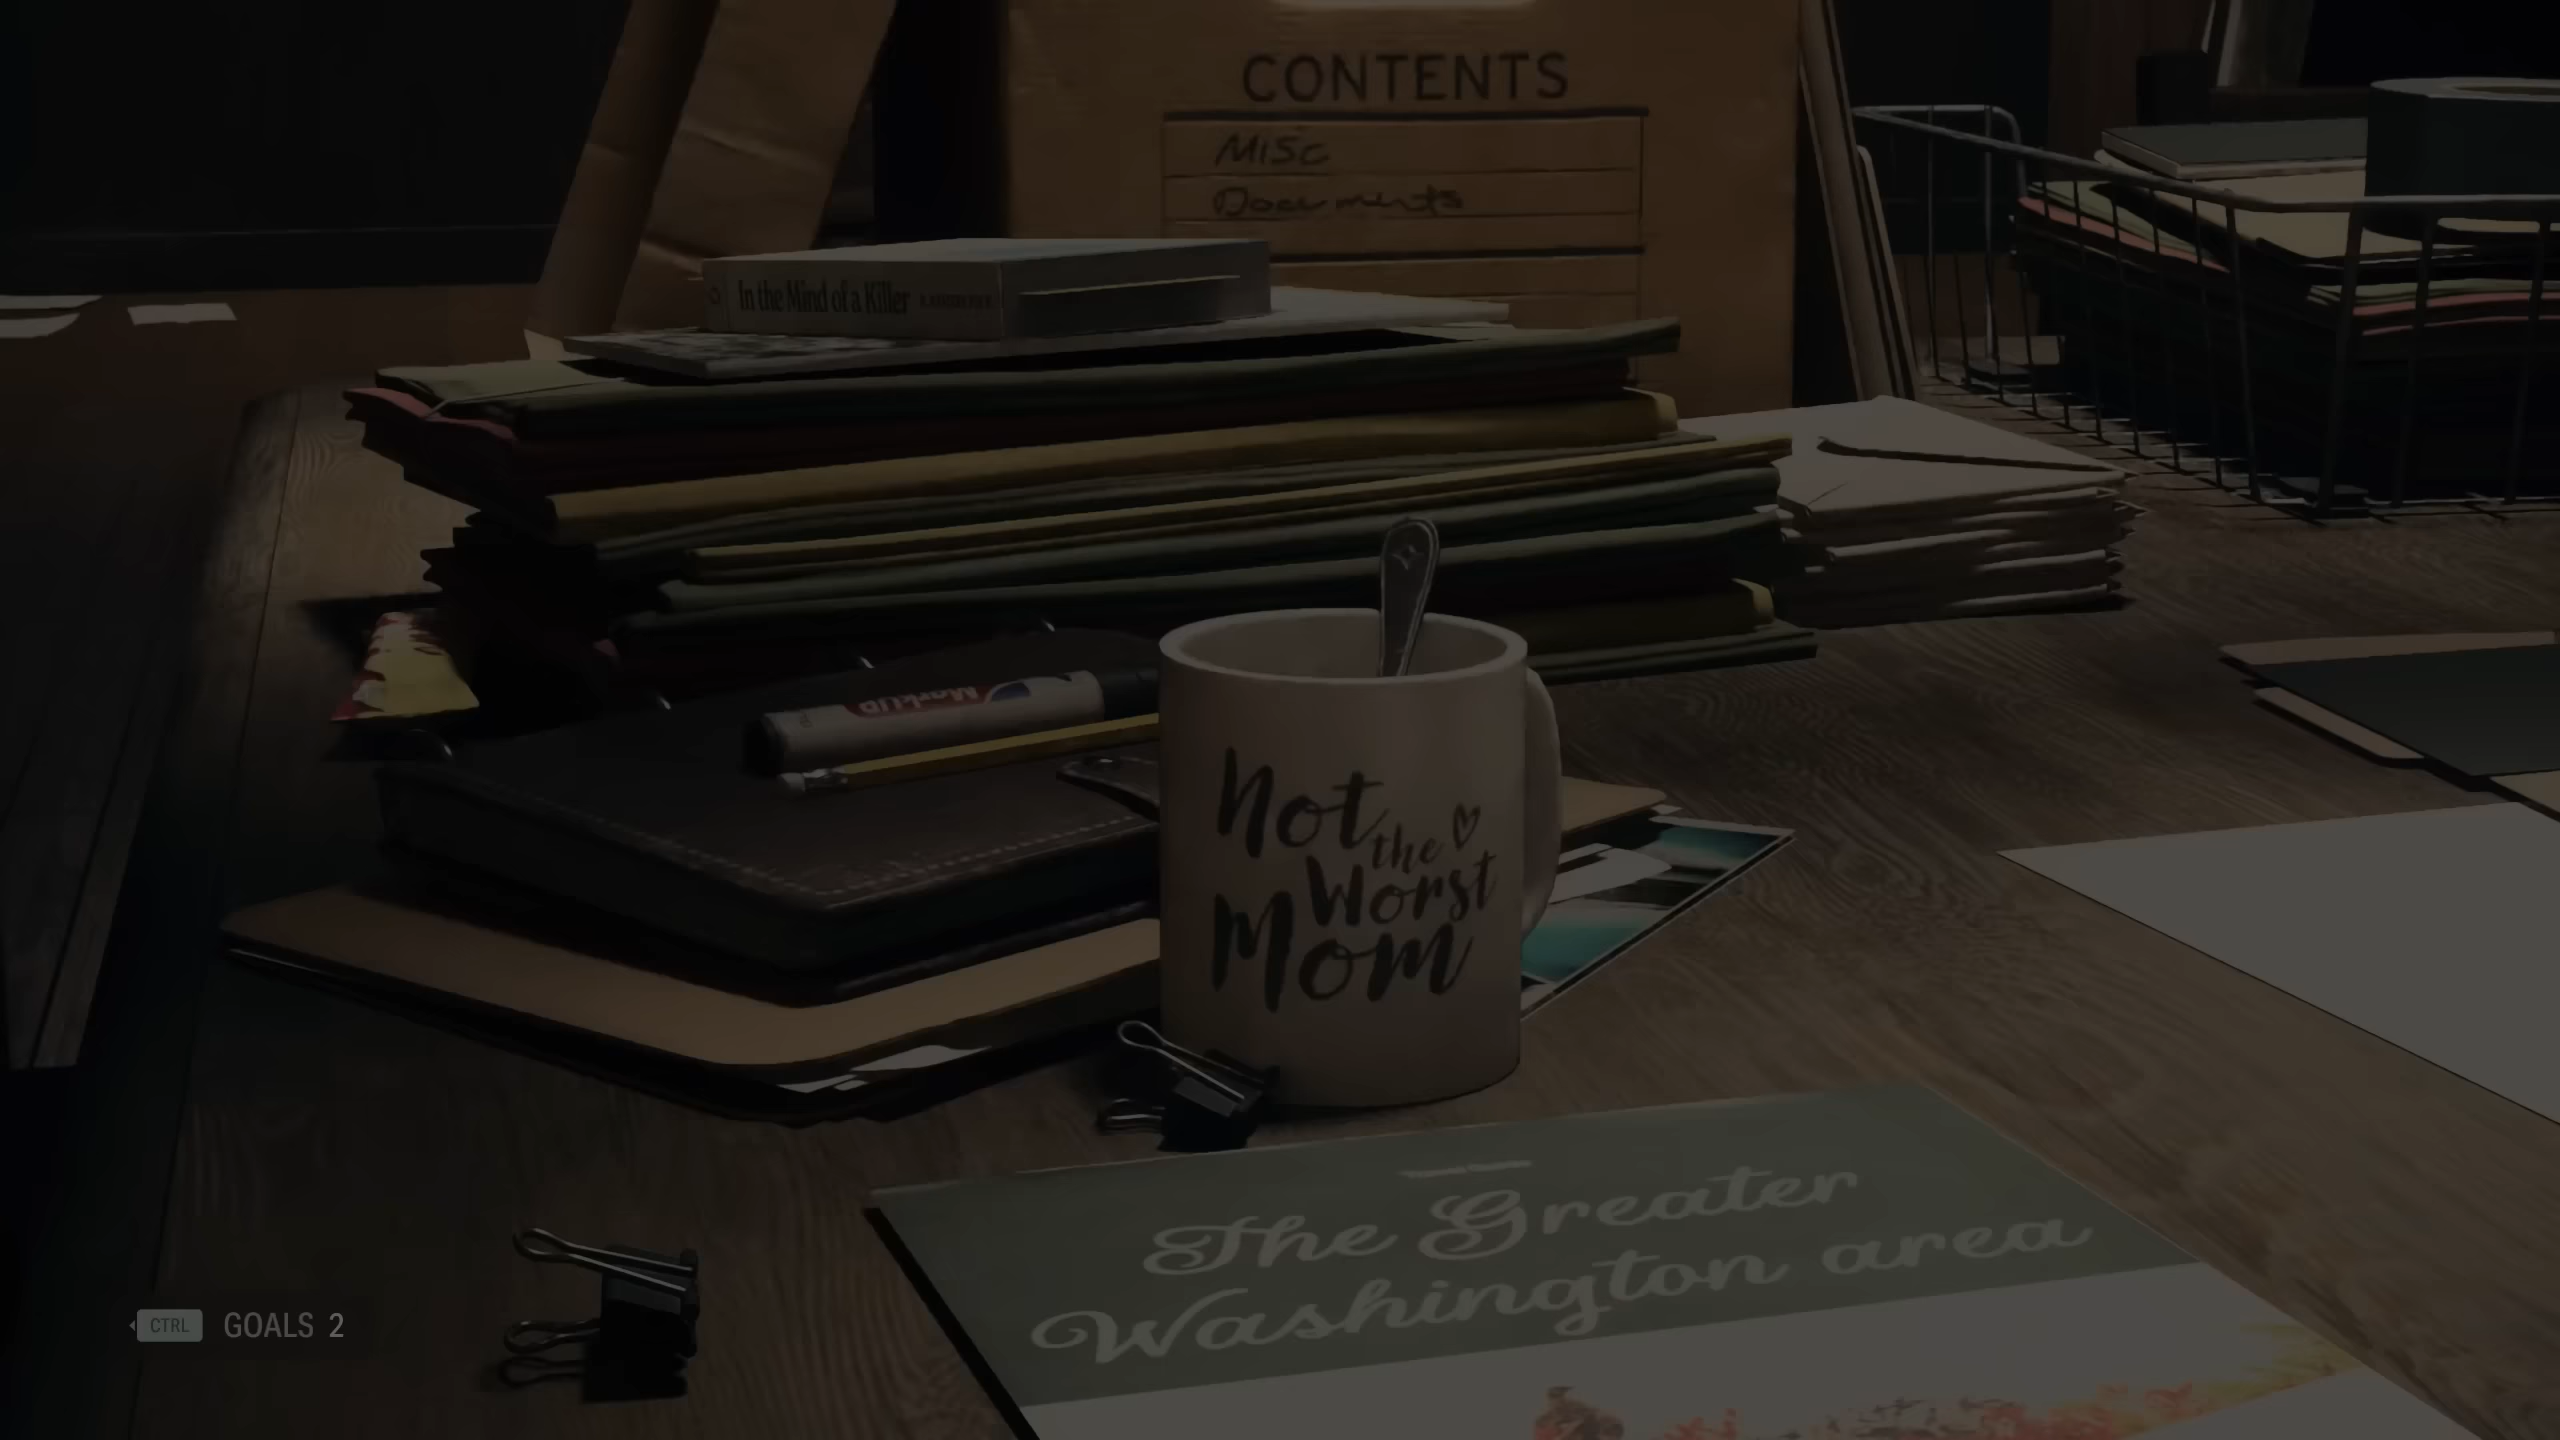 CONTENTS
Misc
Documents
In the Mind of a Killer
MarkUP
Not
the
Worst
Mom
The Greater
Washington area
CTRL GOALS 2